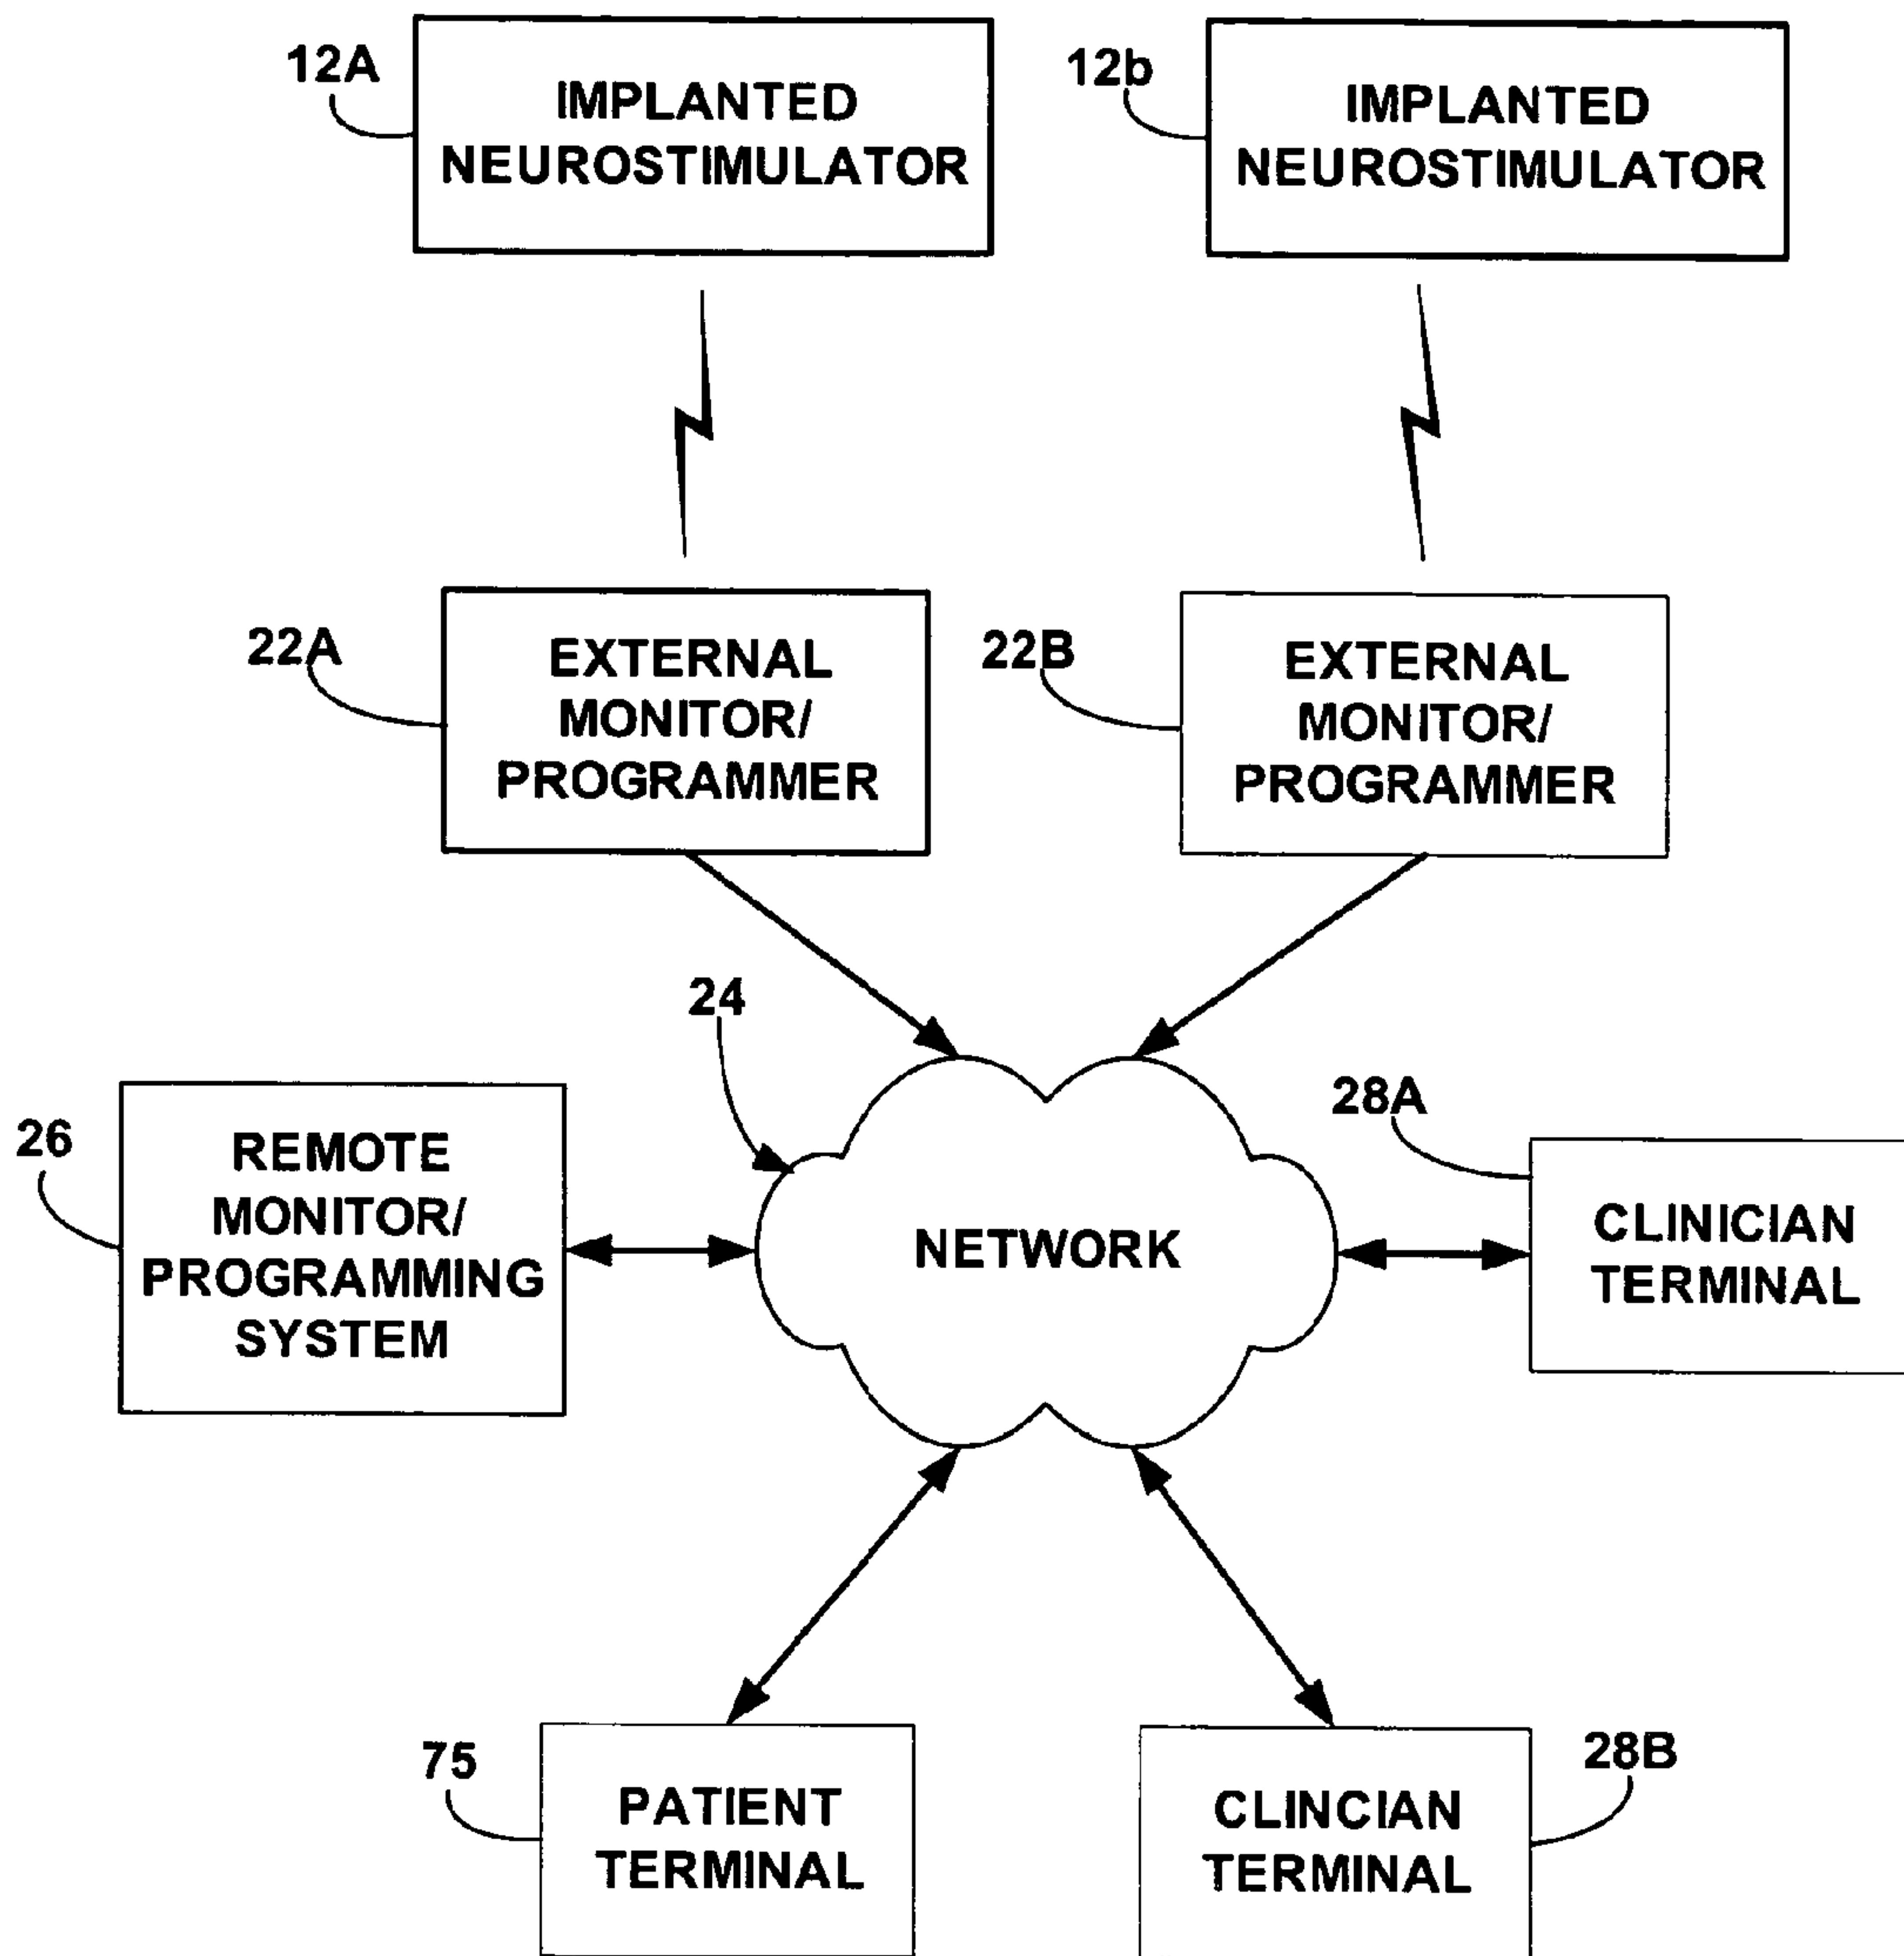 12A
IMPLANTED
NEUROSTIMULATOR
12b
IMPLANTED
NEUROSTIMULATOR
22A
EXTERNAL
MONITOR/
PROGRAMMER
22B
EXTERNAL
MONITOR/
PROGRAMMER
24
26
REMOTE
MONITOR/
PROGRAMMING
SYSTEM
NETWORK
28A
CLINICIAN
TERMINAL
75
PATIENT
TERMINAL
CLINCIAN
TERMINAL
28B